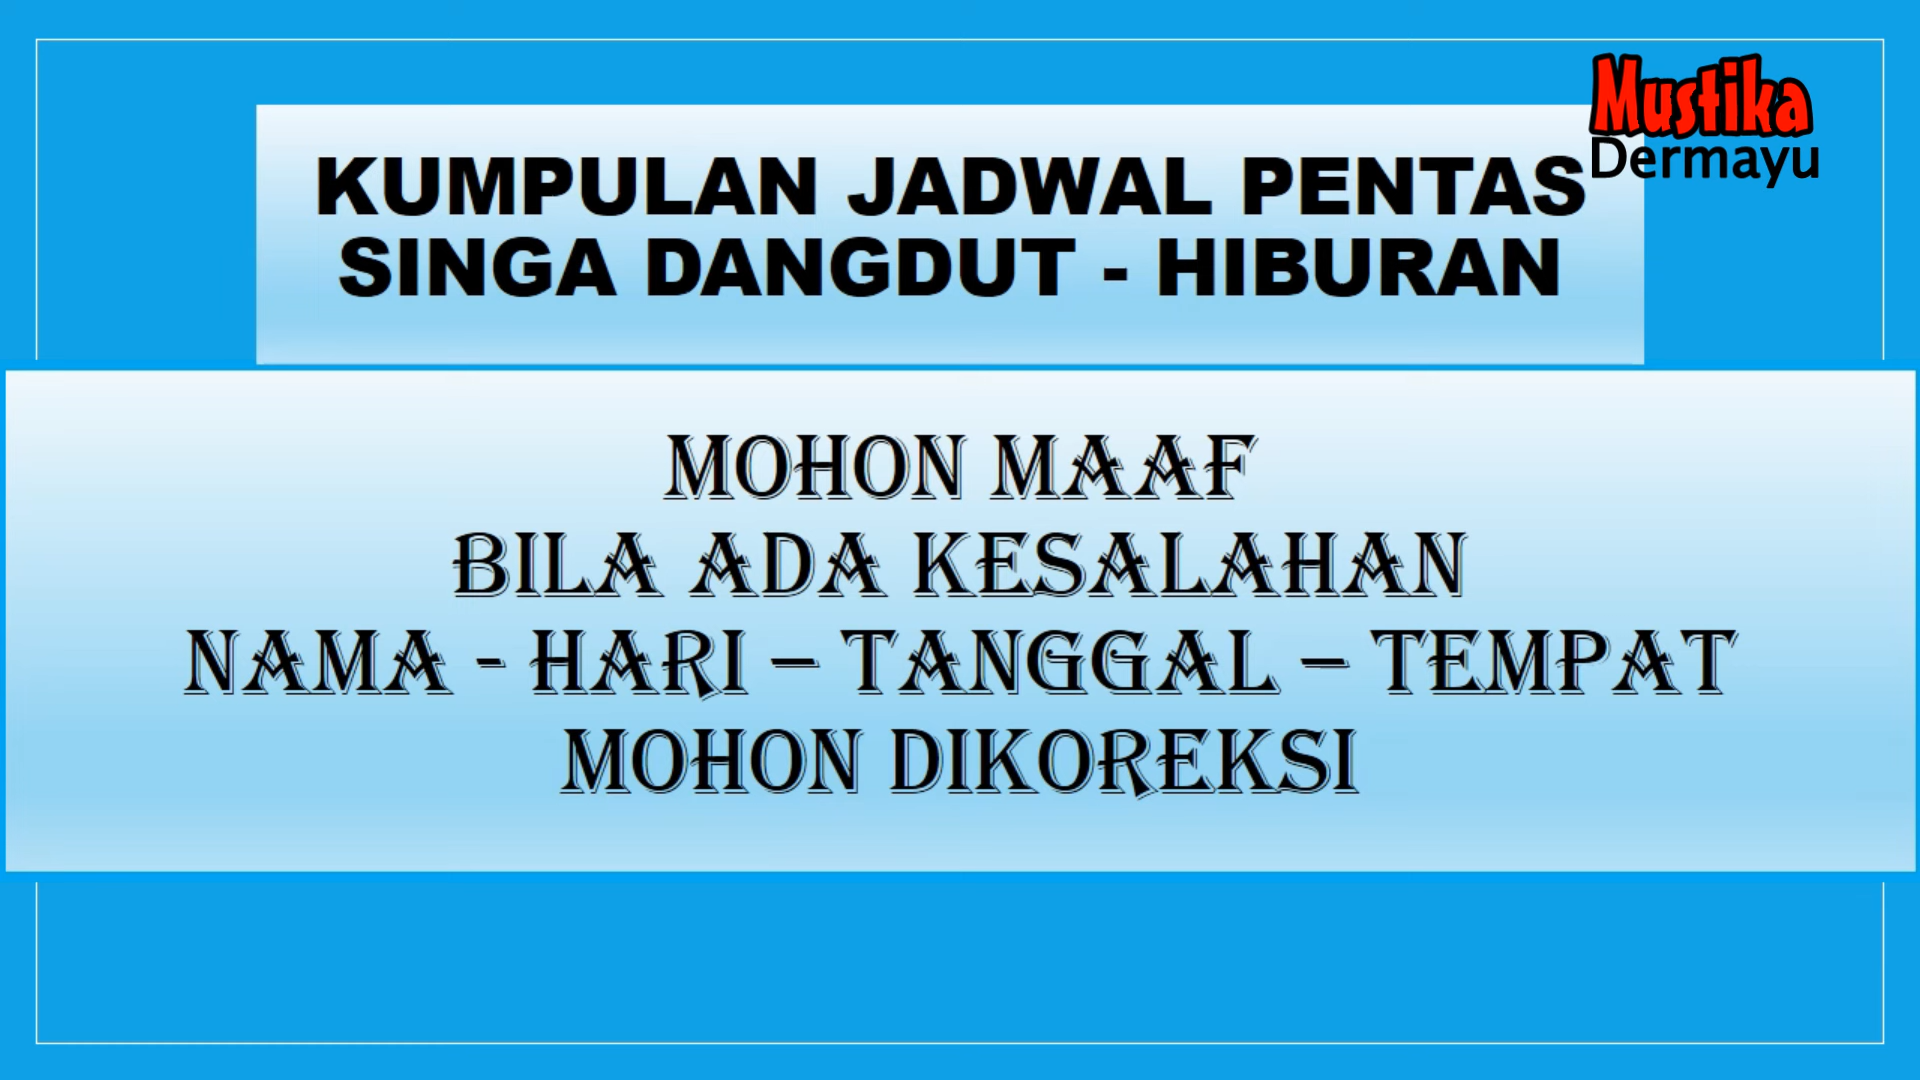 Mustika
Dermayu
KUMPULAN JADWAL PENTAS
SINGA DANGDUT - HIBURAN
MOHON MAAF
BILA ADA KESALAHAN
NAMA - HARI – TANGGAL – TEMPAT
MOHON DIKOREKSI